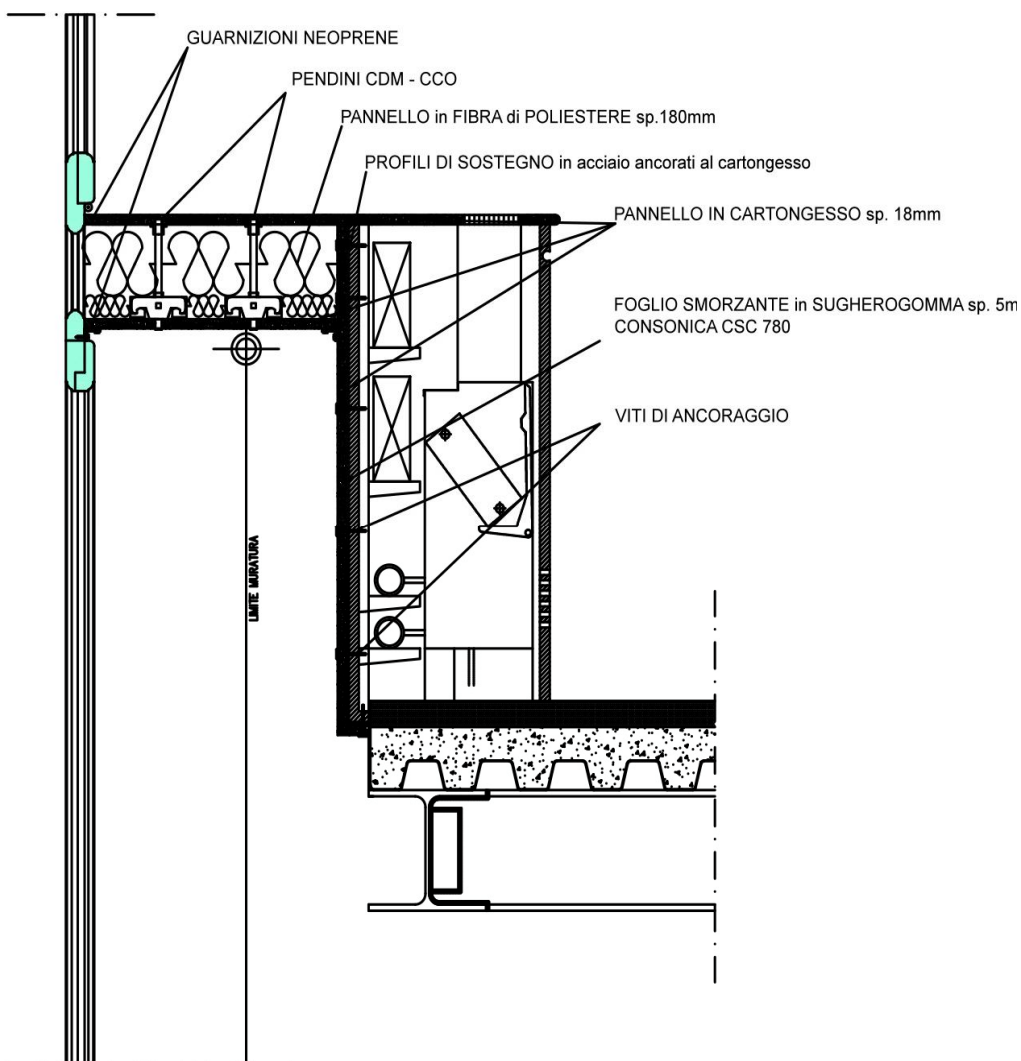 GUARNIZIONI NEOPRENE
PENDINI CDM - CCO
PANNELLO in FIBRA di POLIESTERE sp.180mm
PROFILI DI SOSTEGNO in acciaio ancorati al cartongesso
PANNELLO IN CARTONGESSO sp. 18mm
FOGLIO SMORZANTE in SUGHEROGOMMA sp. 5m
CONSONICA CSC 780
VITI DI ANCORAGGIO
LIMITE MURATURA